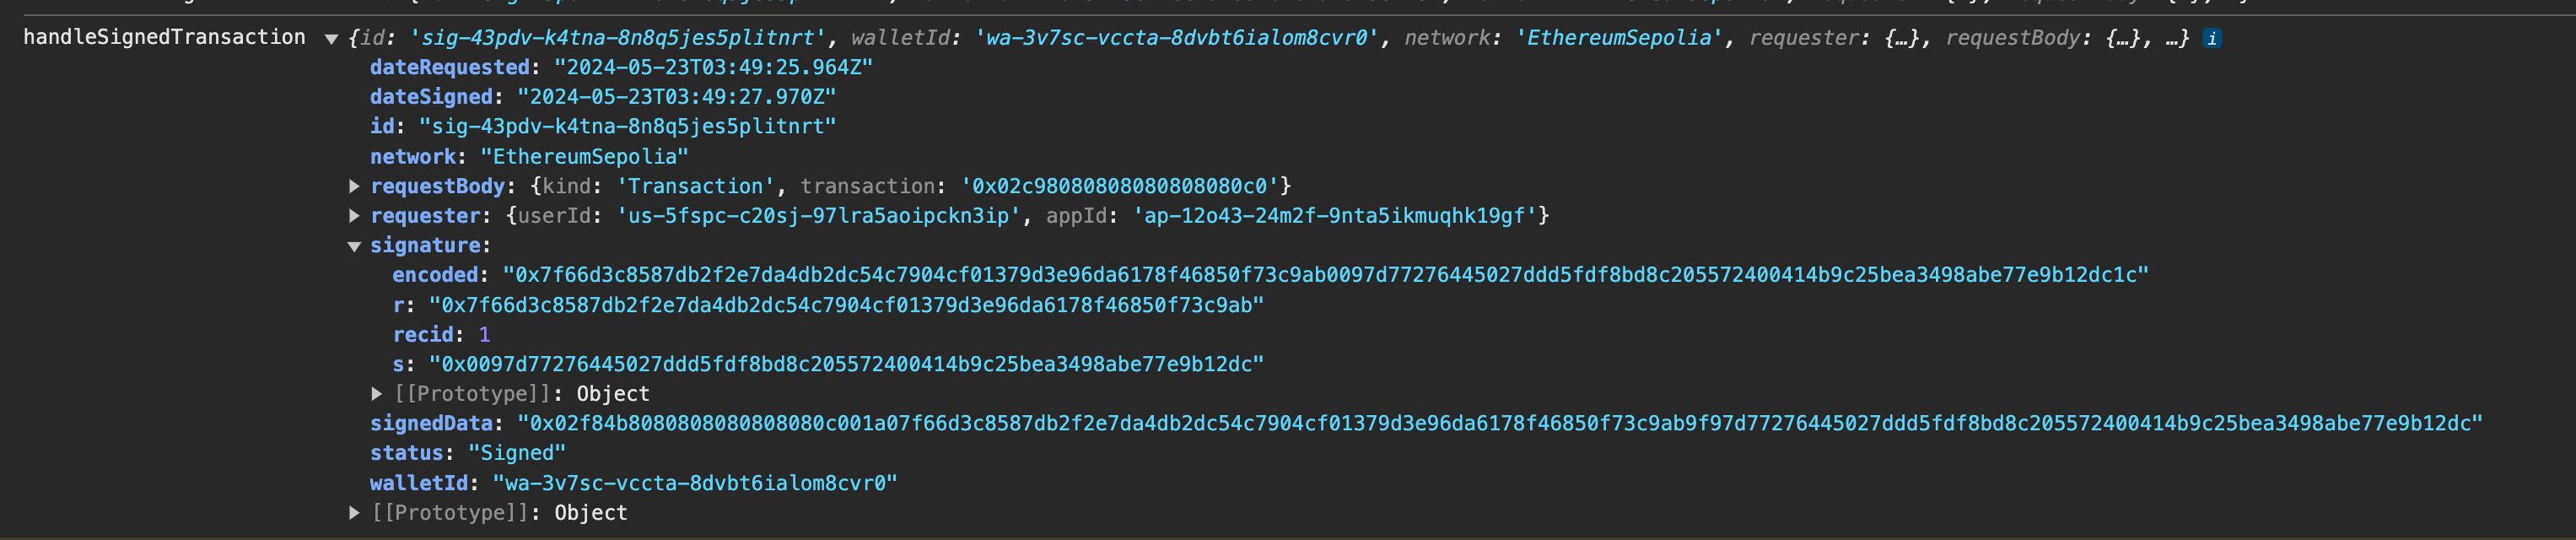 handleSignedTransaction ▼ {id: 'sig-43pdv-k4tna-8n8q5jes5plitnrt', walletId: 'wa-3v7sc-vccta-8dvbt6ialom8cvr0', network: 'EthereumSepolia', requester: {…}, requestBody: {…}, …} i
dateRequested: "2024-05-23T03:49:25.964Z"
dateSigned: "2024-05-23T03:49:27.970Z"
id: "sig-43pdv-k4tna-8n8q5jes5plitnrt"
network: "EthereumSepolia"
▶ requestBody: {kind: 'Transaction', transaction: '0x02c98080808080808080c0'}
▶ requester: {userId: 'us-5fspc-c20sj-97lra5aoipckn3ip', appId: 'ap-12o43-24m2f-9nta5ikmuqhk19gf'}
▼ signature:
encoded: "0x7f66d3c8587db2f2e7da4db2dc54c7904cf01379d3e96da6178f46850f73c9ab0097d77276445027ddd5fdf8bd8c205572400414b9c25bea3498abe77e9b12dc1c"
r: "0x7f66d3c8587db2f2e7da4db2dc54c7904cf01379d3e96da6178f46850f73c9ab"
recid: 1
s: "0x0097d77276445027ddd5fdf8bd8c205572400414b9c25bea3498abe77e9b12dc"
▶ [[Prototype]]: Object
signedData: "0x02f84b8080808080808080c001a07f66d3c8587db2f2e7da4db2dc54c7904cf01379d3e96da6178f46850f73c9ab9f97d77276445027ddd5fdf8bd8c205572400414b9c25bea3498abe77e9b12dc"
status: "Signed"
walletId: "wa-3v7sc-vccta-8dvbt6ialom8cvr0"
▶ [[Prototype]]: Object